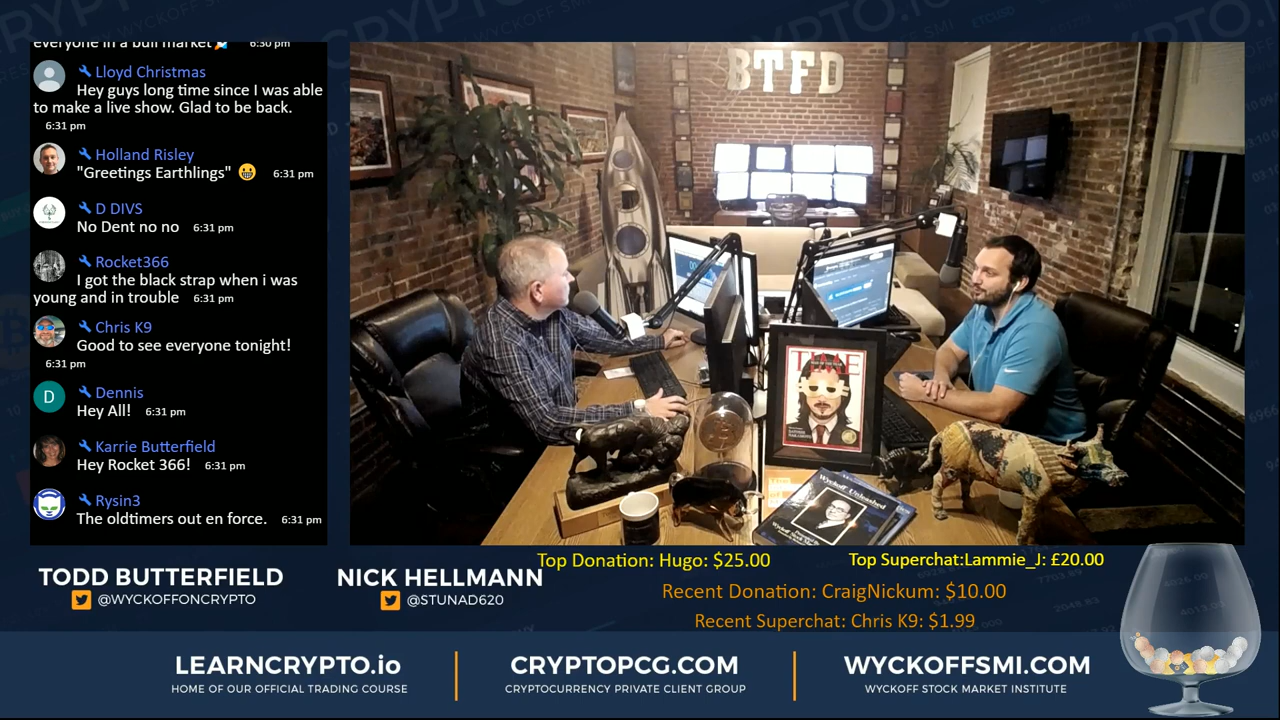 everyone in a bull market 🎉 6:30 pm
Lloyd Christmas
Hey guys long time since I was able
to make a live show. Glad to be back.
6:31 pm
Holland Risley
"Greetings Earthlings" 😀 6:31 pm
D DIVS
No Dent no no 6:31 pm
Rocket366
I got the black strap when i was
young and in trouble 6:31 pm
Chris K9
Good to see everyone tonight!
6:31 pm
D
Dennis
Hey All! 6:31 pm
Karrie Butterfield
Hey Rocket 366! 6:31 pm
Rysin3
The oldtimers out en force. 6:31 pm
BTFD
TIME
Wyckoff Unleashed
TODD BUTTERFIELD
@WYCKOFFONCRYPTO
NICK HELLMANN
@STUNAD620
Top Donation: Hugo: $25.00
Top Superchat:Lammie_J: £20.00
Recent Donation: CraigNickum: $10.00
Recent Superchat: Chris K9: $1.99
LEARNCRYPTO.io
HOME OF OUR OFFICIAL TRADING COURSE
CRYPTOPCG.COM
CRYPTOCURRENCY PRIVATE CLIENT GROUP
WYCKOFFSMI.COM
WYCKOFF STOCK MARKET INSTITUTE